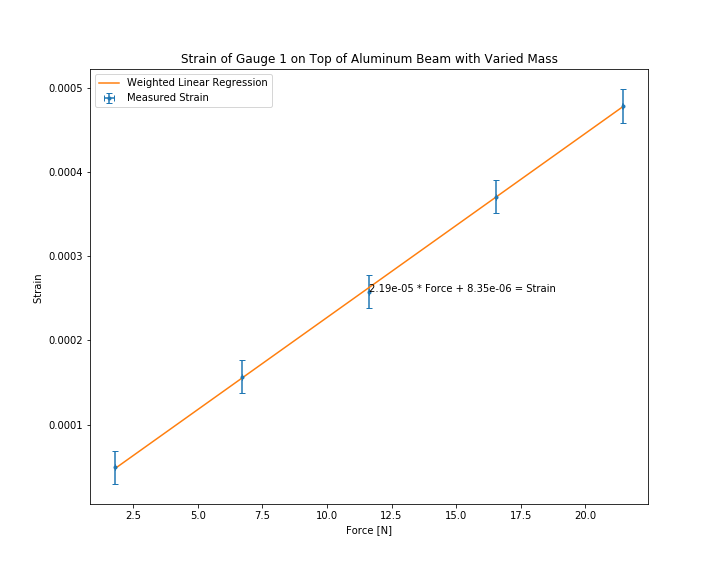 Strain of Gauge 1 on Top of Aluminum Beam with Varied Mass
Weighted Linear Regression
Measured Strain
0.0005
0.0004
0.0003
0.0002
0.0001
Strain
2.19e-05 * Force + 8.35e-06 = Strain
2.5 5.0 7.5 10.0 12.5 15.0 17.5 20.0
Force [N]